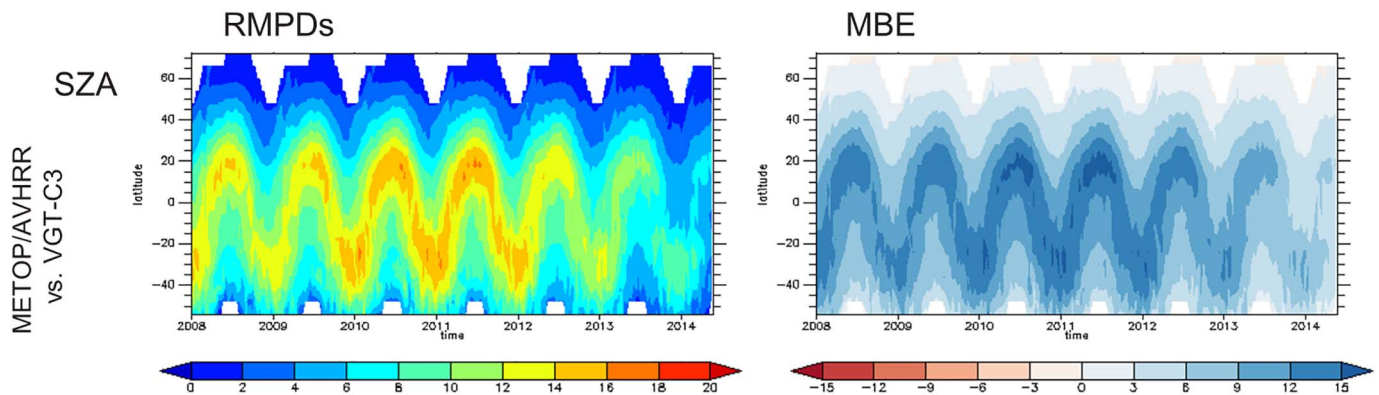 RMPDs
MBE
SZA
METOP/AVHRR
vs. VGT-C3
latitude
60
40
20
0
−20
−40
2008 2009 2010 2011 2012 2013 2014
time
0 2 4 6 8 10 12 14 16 18 20
latitude
60
40
20
0
−20
−40
2008 2009 2010 2011 2012 2013 2014
time
−15 −12 −9 −6 −3 0 3 6 9 12 15